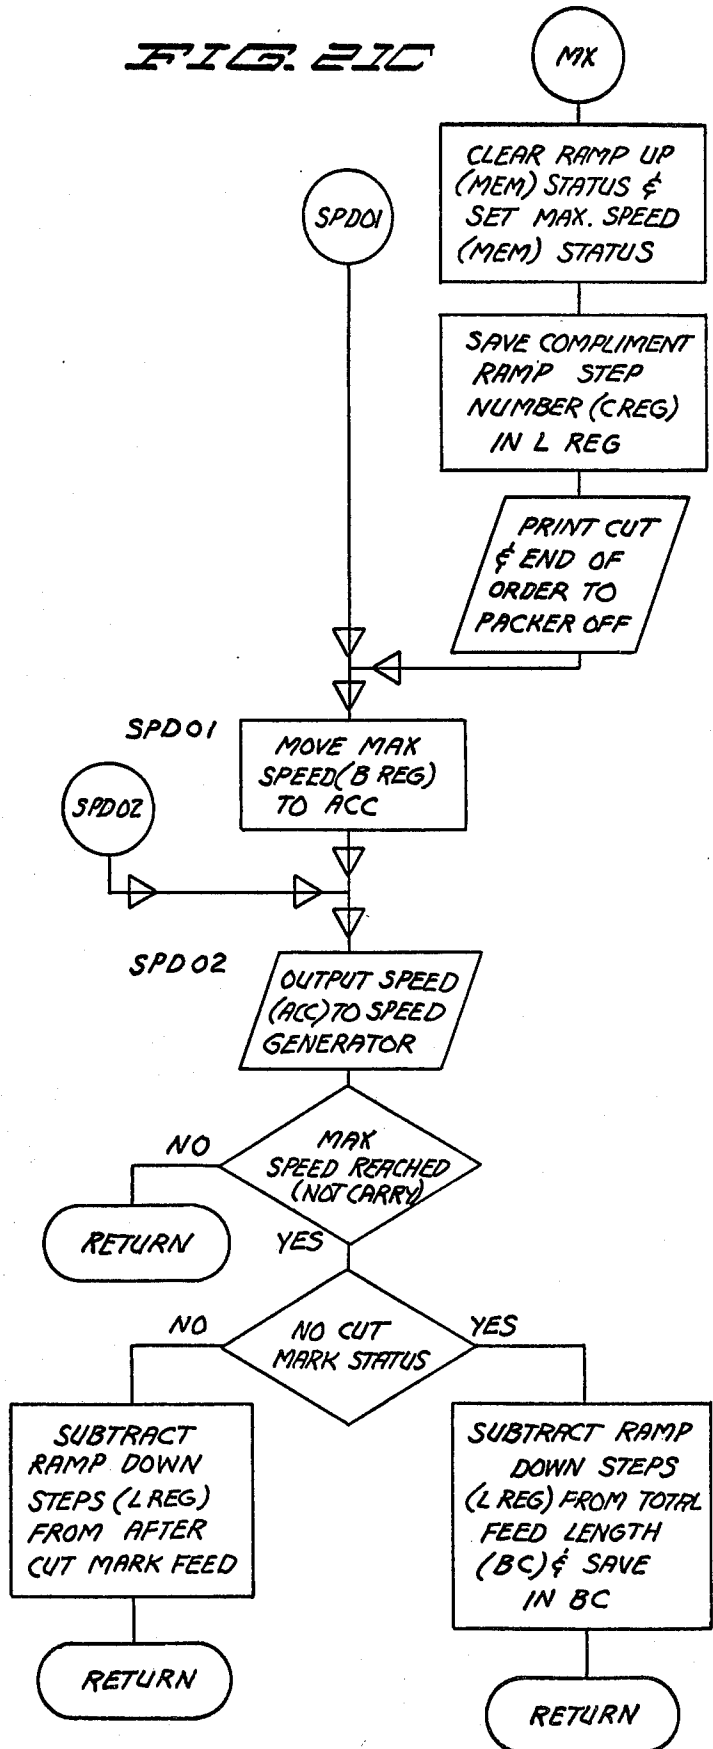 FIG. 21C
MX
CLEAR RAMP UP
(MEM) STATUS &
SET MAX. SPEED
(MEM) STATUS
SPD01
SAVE COMPLIMENT
RAMP STEP
NUMBER (C REG)
IN L REG
PRINT CUT
& END OF
ORDER TO
PACKER OFF
SPD01
MOVE MAX
SPEED (B REG)
TO ACC
SPD02
SPD02
OUTPUT SPEED
(ACC) TO SPEED
GENERATOR
MAX
SPEED REACHED
(NOT CARRY)
NO
RETURN
YES
NO CUT
MARK STATUS
NO
YES
SUBTRACT
RAMP DOWN
STEPS (L REG)
FROM AFTER
CUT MARK FEED
SUBTRACT RAMP
DOWN STEPS
(L REG) FROM TOTAL
FEED LENGTH
(BC) & SAVE
IN BC
RETURN
RETURN